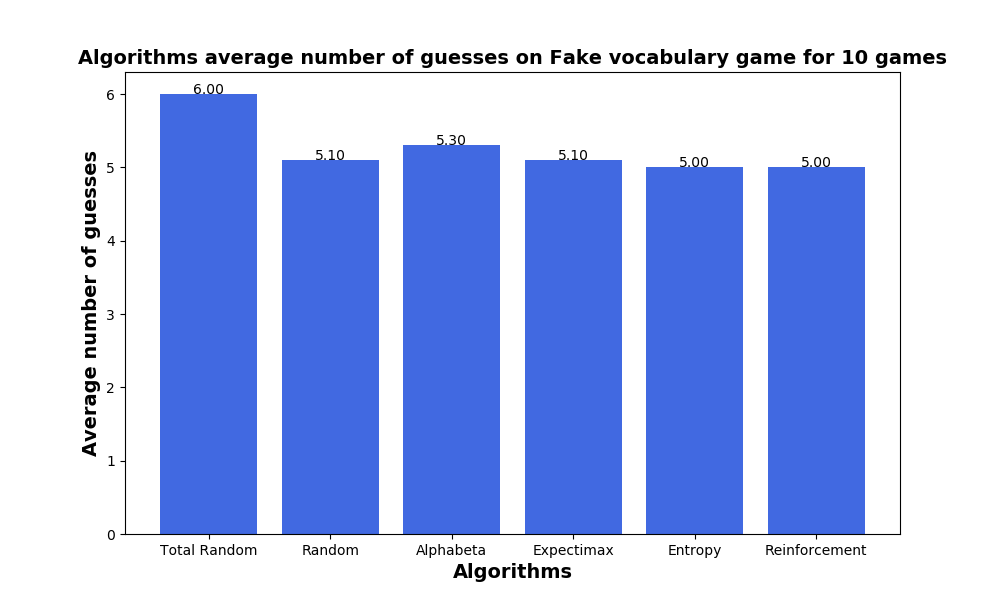 Algorithms average number of guesses on Fake vocabulary game for 10 games
6.00
5.10
5.30
5.10
5.00
5.00
Average number of guesses
6
5
4
3
2
1
0
Total Random
Random
Alphabeta
Expectimax
Entropy
Reinforcement
Algorithms